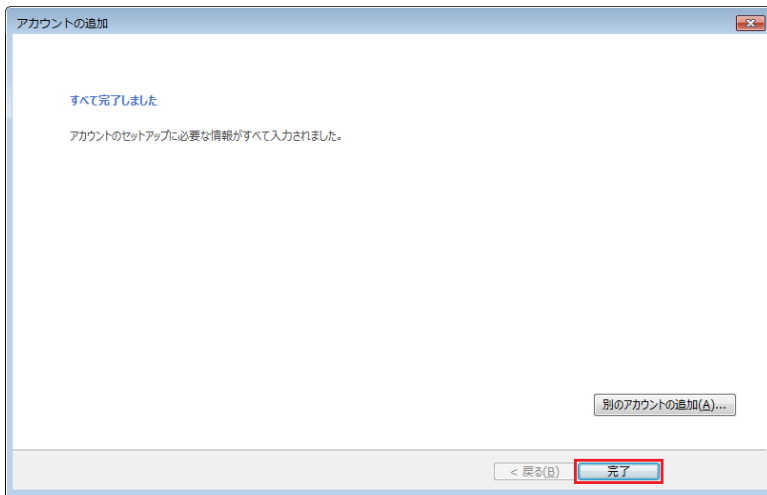 アカウントの追加
すべて完了しました
アカウントのセットアップに必要な情報がすべて入力されました。
別のアカウントの追加(A)...
< 戻る(B)
完了